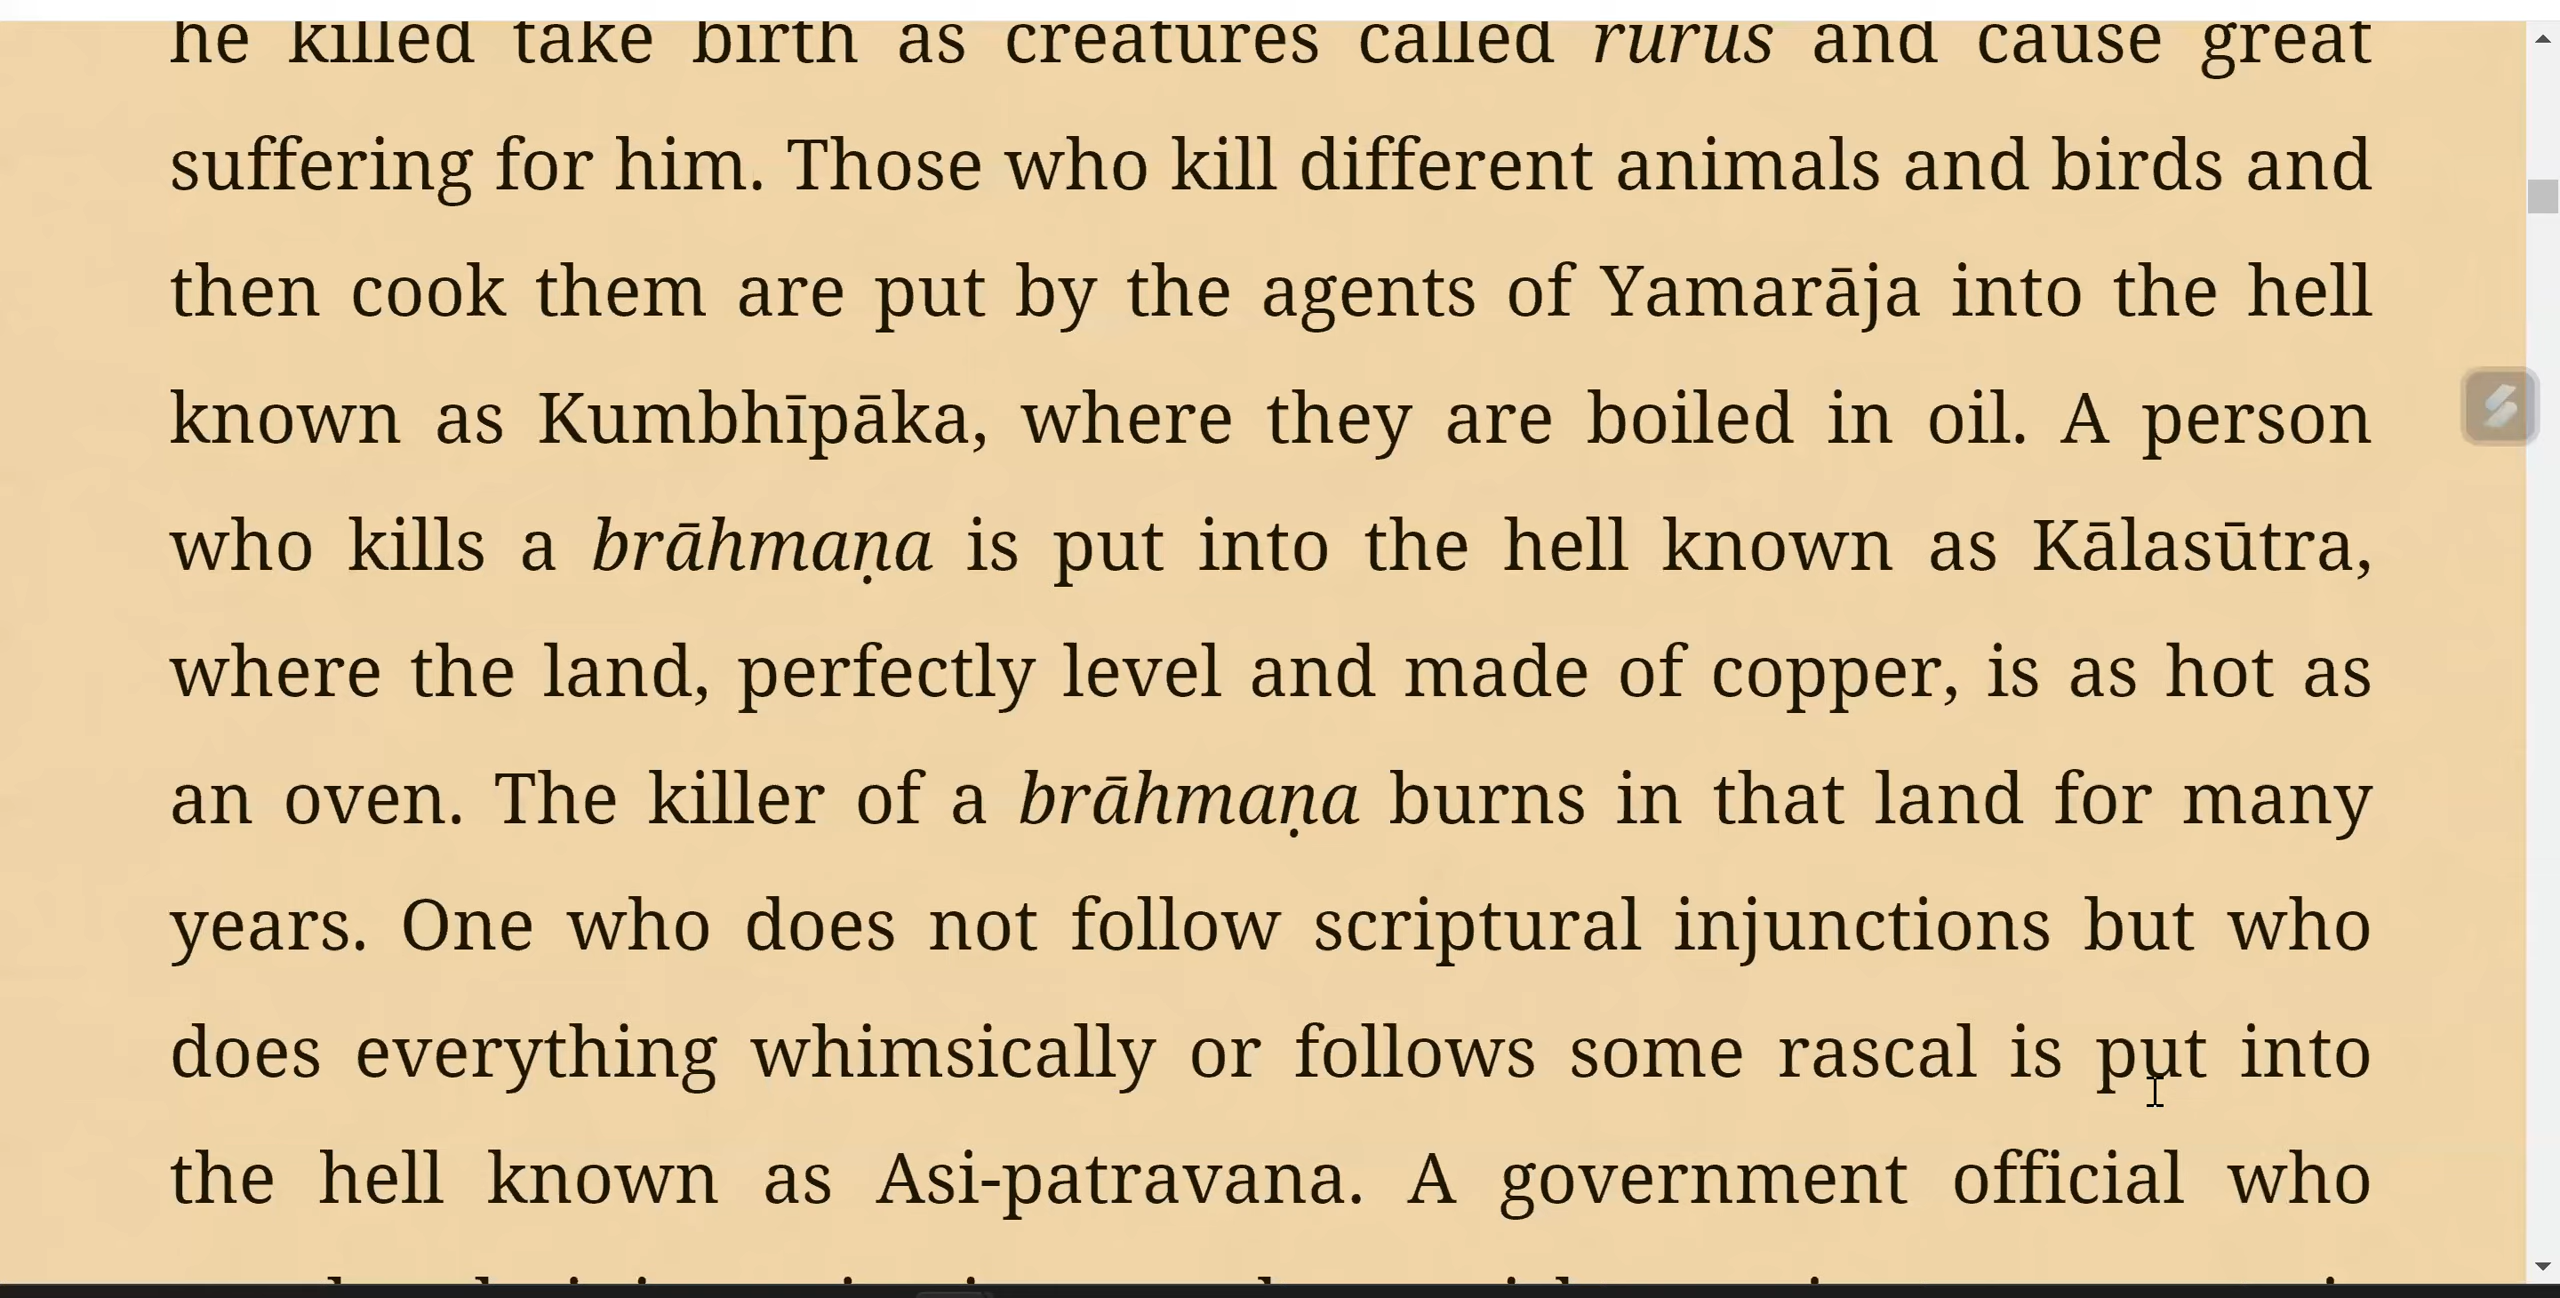 he killed take birth as creatures called rurus and cause great
suffering for him. Those who kill different animals and birds and
then cook them are put by the agents of Yamarāja into the hell
known as Kumbhīpāka, where they are boiled in oil. A person
who kills a brāhmaṇa is put into the hell known as Kālasūtra,
where the land, perfectly level and made of copper, is as hot as
an oven. The killer of a brāhmaṇa burns in that land for many
years. One who does not follow scriptural injunctions but who
does everything whimsically or follows some rascal is put into
the hell known as Asi-patravana. A government official who